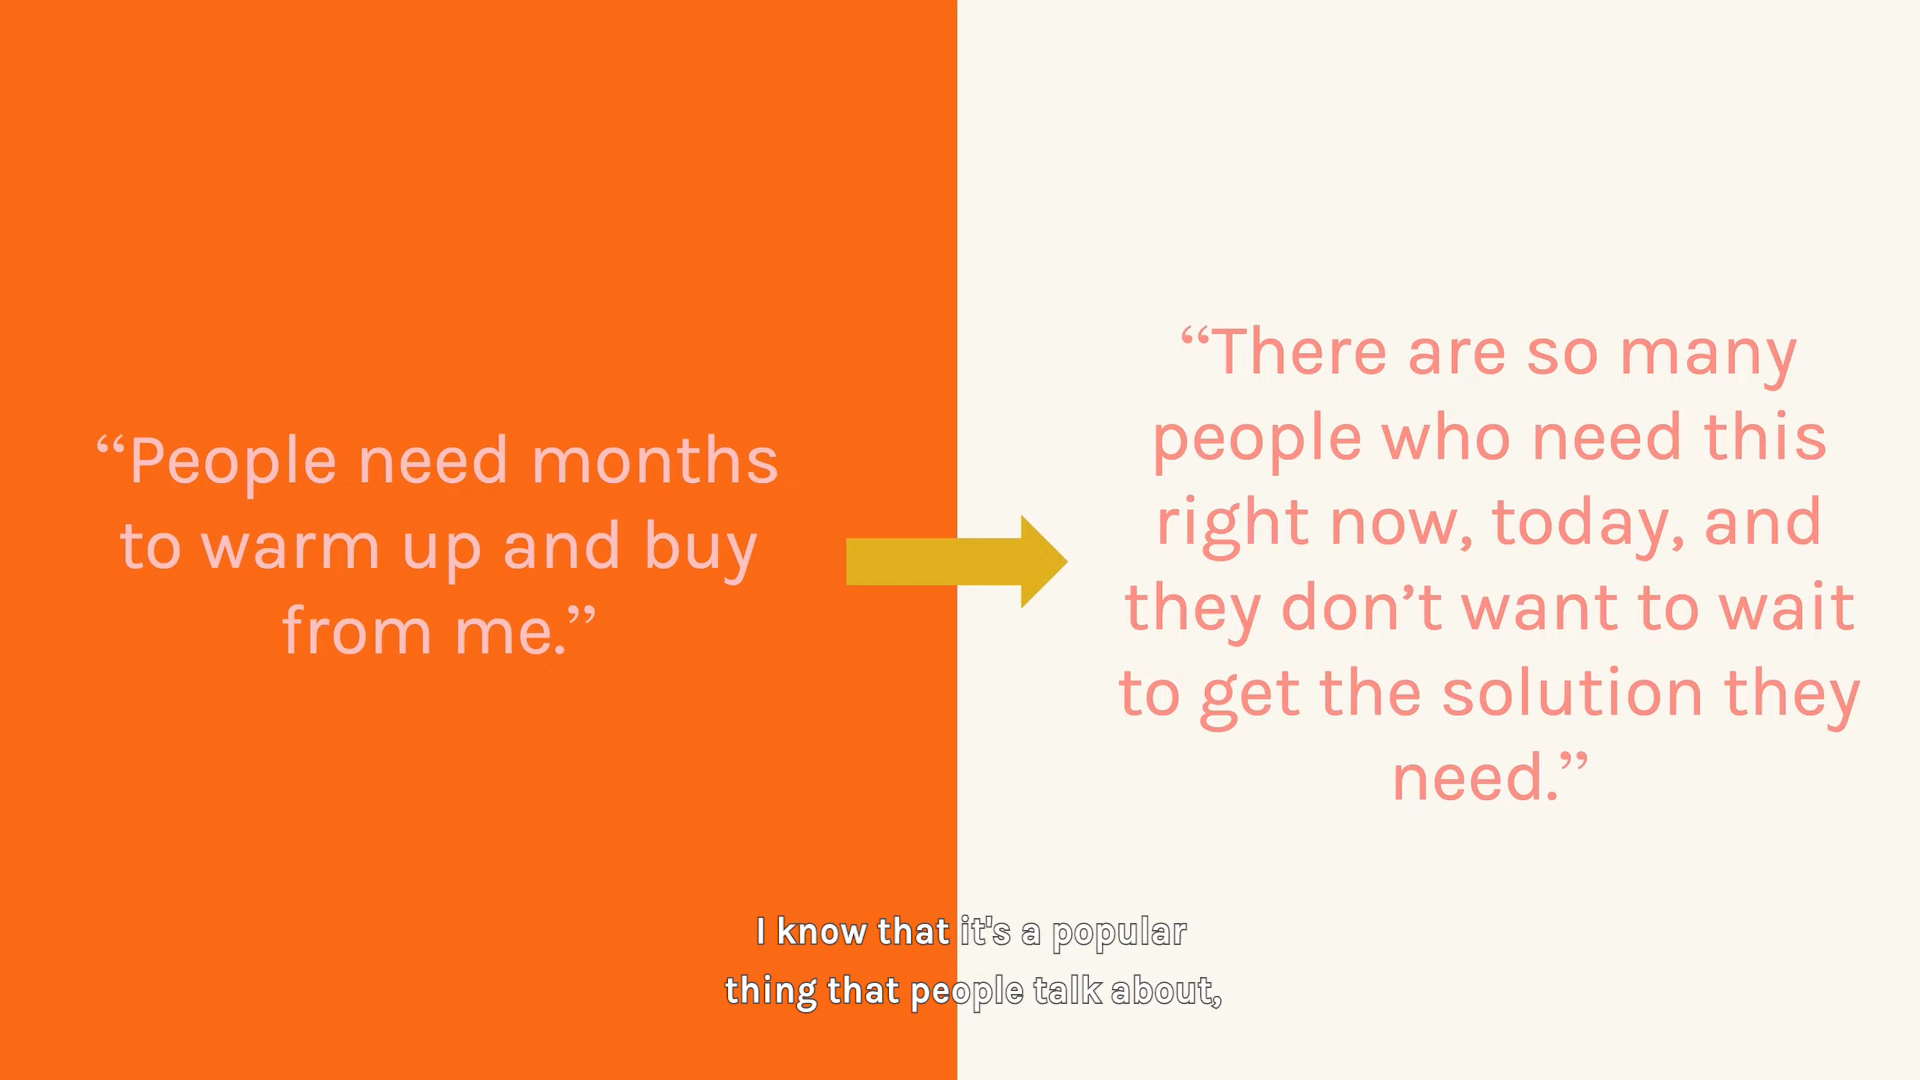 “People need months
to warm up and buy
from me.”
“There are so many
people who need this
right now, today, and
they don’t want to wait
to get the solution they
need.”
I know that it's a popular
thing that people talk about,